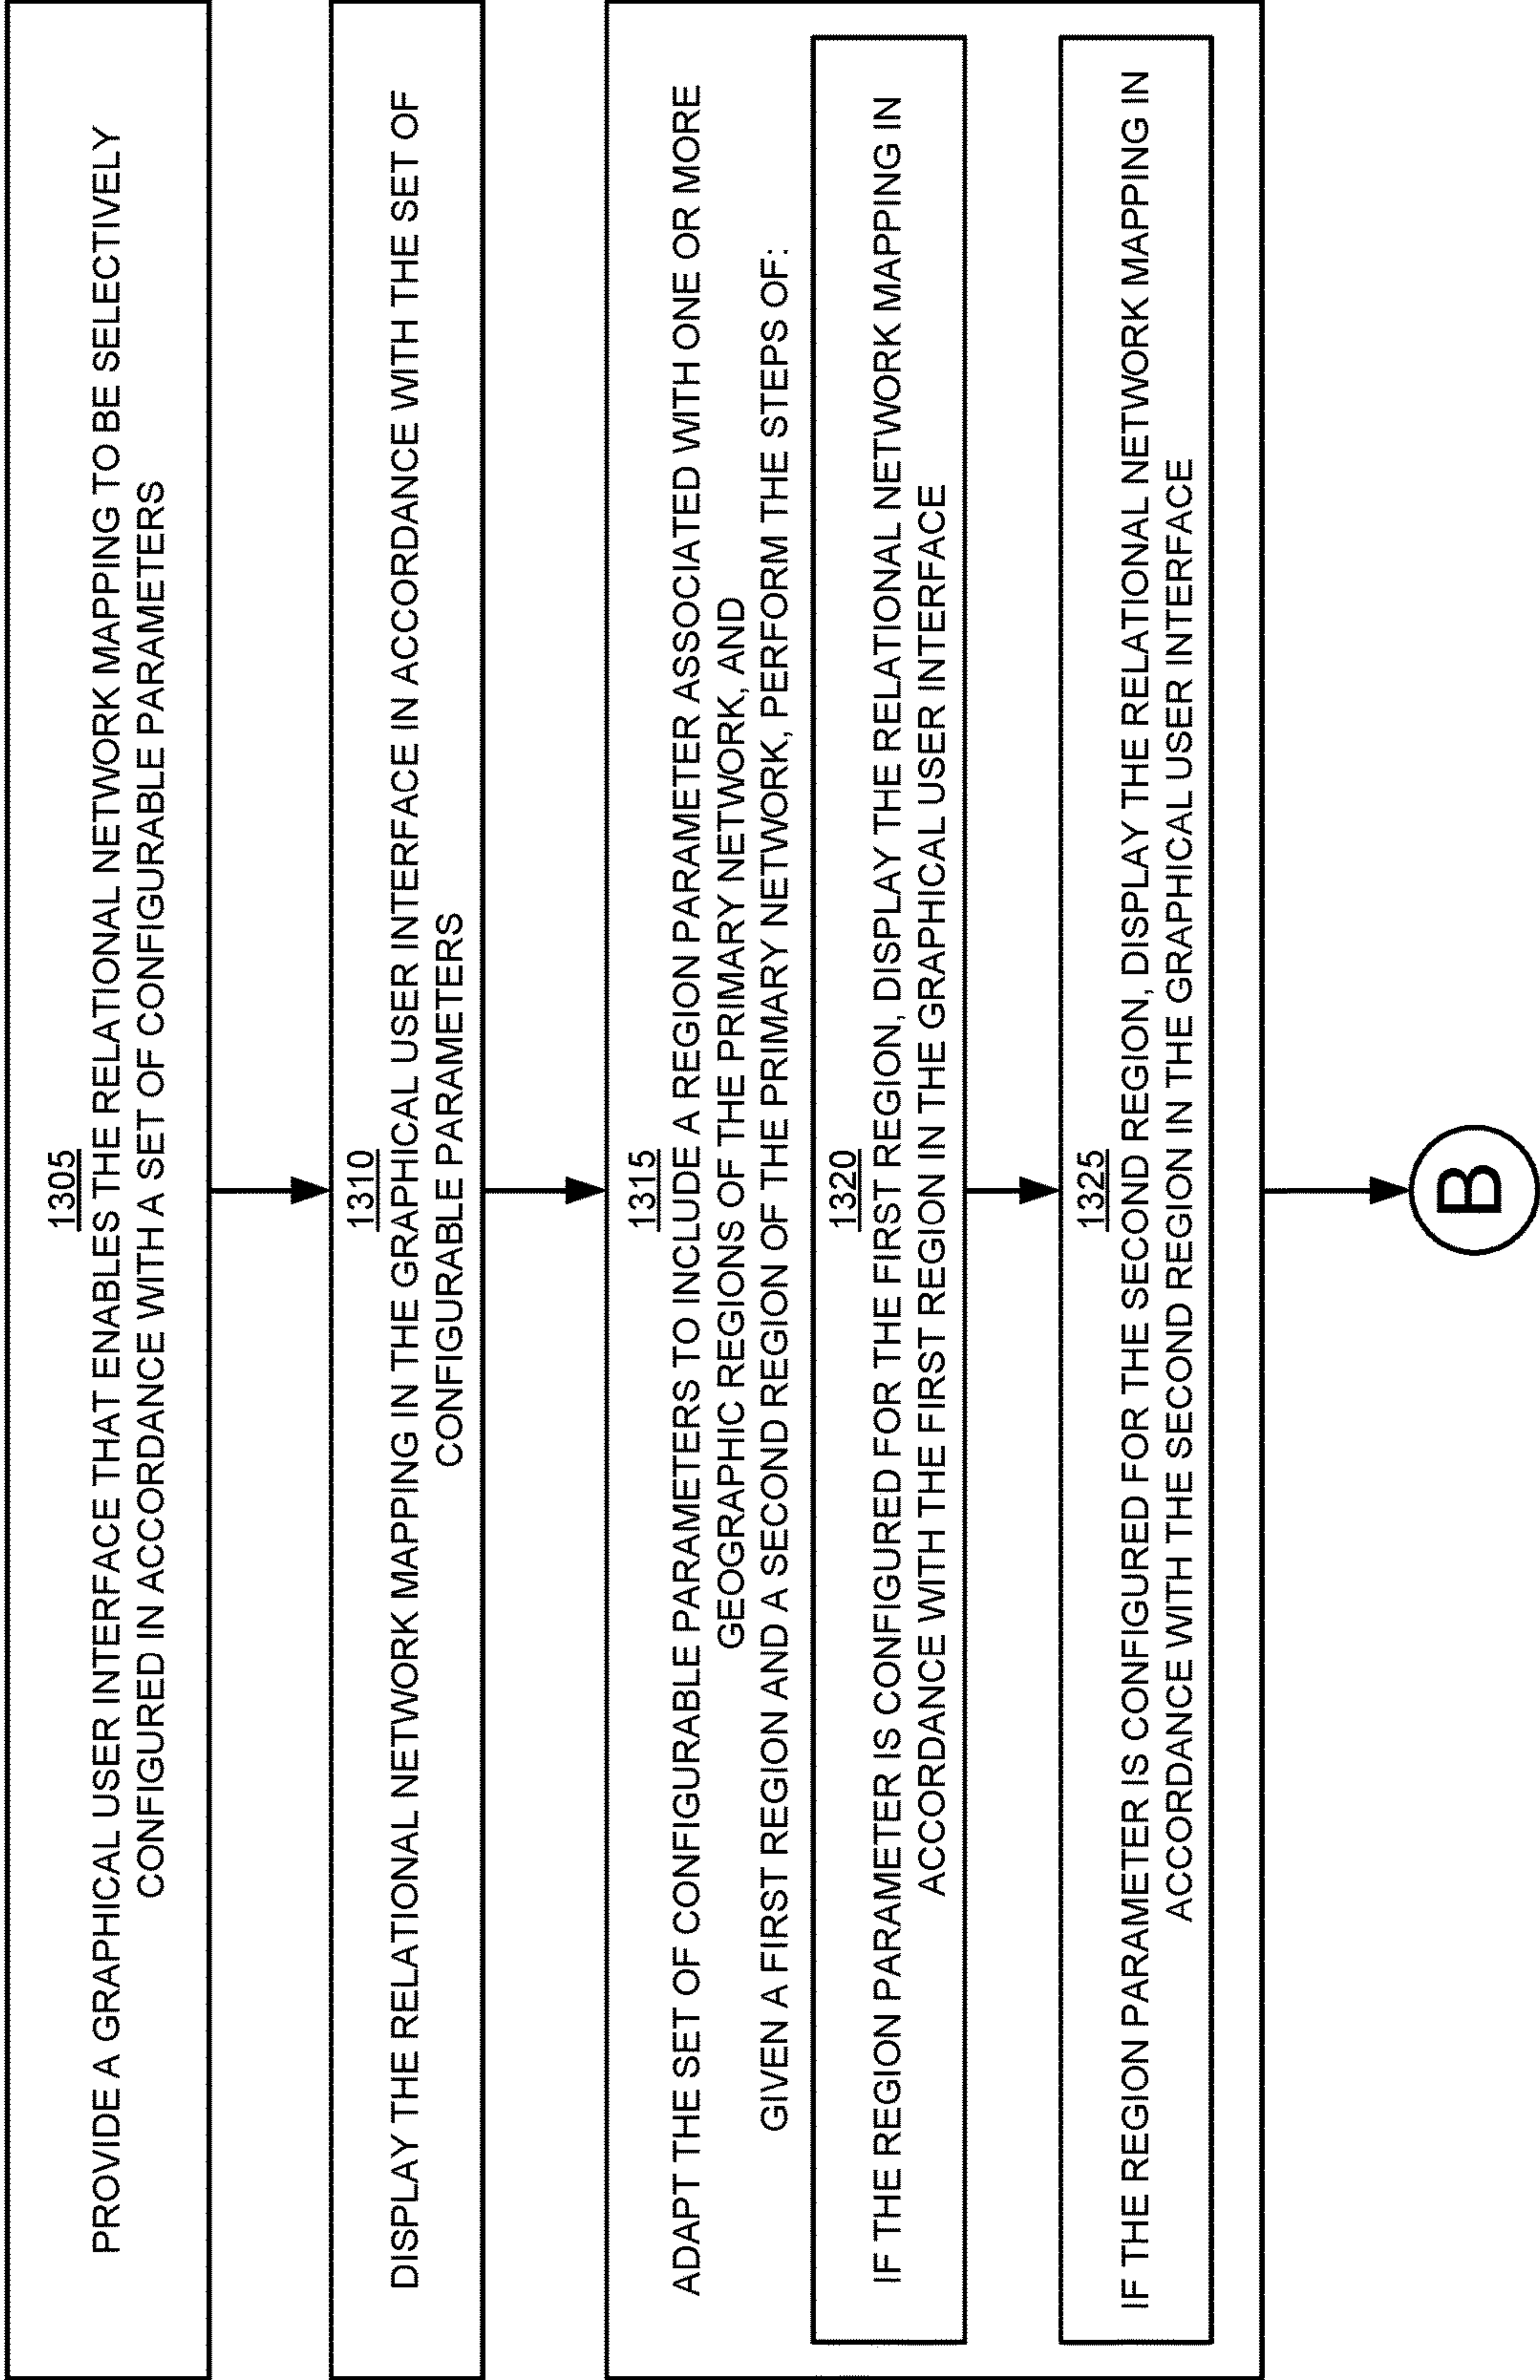 1305
PROVIDE A GRAPHICAL USER INTERFACE THAT ENABLES THE RELATIONAL NETWORK MAPPING TO BE SELECTIVELY
CONFIGURED IN ACCORDANCE WITH A SET OF CONFIGURABLE PARAMETERS
1310
DISPLAY THE RELATIONAL NETWORK MAPPING IN THE GRAPHICAL USER INTERFACE IN ACCORDANCE WITH THE SET OF
CONFIGURABLE PARAMETERS
1315
ADAPT THE SET OF CONFIGURABLE PARAMETERS TO INCLUDE A REGION PARAMETER ASSOCIATED WITH ONE OR MORE
GEOGRAPHIC REGIONS OF THE PRIMARY NETWORK, AND
GIVEN A FIRST REGION AND A SECOND REGION OF THE PRIMARY NETWORK, PERFORM THE STEPS OF:
1320
IF THE REGION PARAMETER IS CONFIGURED FOR THE FIRST REGION, DISPLAY THE RELATIONAL NETWORK MAPPING IN
ACCORDANCE WITH THE FIRST REGION IN THE GRAPHICAL USER INTERFACE
1325
IF THE REGION PARAMETER IS CONFIGURED FOR THE SECOND REGION, DISPLAY THE RELATIONAL NETWORK MAPPING IN
ACCORDANCE WITH THE SECOND REGION IN THE GRAPHICAL USER INTERFACE
B